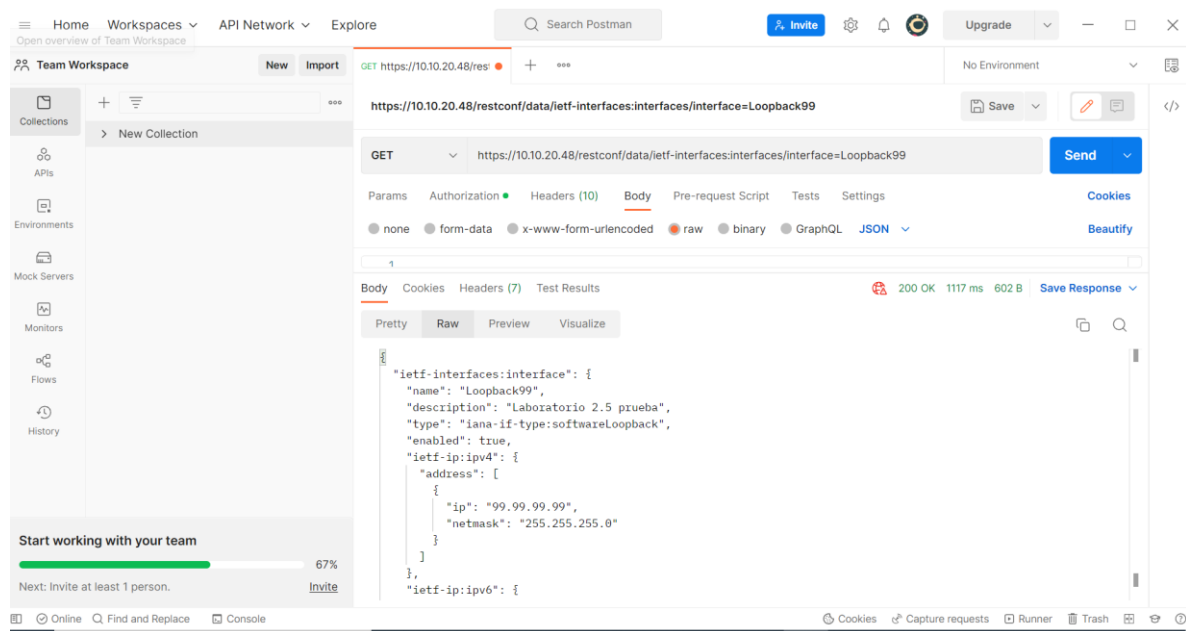 Home Workspaces API Network Explore Search Postman Invite Upgrade
Open overview of Team Workspace
Team Workspace New Import GET https://10.10.20.48/res No Environment
https://10.10.20.48/restconf/data/ietf-interfaces:interfaces/interface=Loopback99 Save
Collections
New Collection
GET https://10.10.20.48/restconf/data/ietf-interfaces:interfaces/interface=Loopback99 Send
APIs
Params Authorization Headers (10) Body Pre-request Script Tests Settings Cookies
Environments
none form-data x-www-form-urlencoded raw binary GraphQL JSON Beautify
1
Mock Servers
Body Cookies Headers (7) Test Results 200 OK 1117 ms 602 B Save Response
Monitors
Pretty Raw Preview Visualize
Flows
History
{
"ietf-interfaces:interface": {
"name": "Loopback99",
"description": "Laboratorio 2.5 prueba",
"type": "iana-if-type:softwareLoopback",
"enabled": true,
"ietf-ip:ipv4": {
"address": [
{
"ip": "99.99.99.99",
"netmask": "255.255.255.0"
}
]
},
"ietf-ip:ipv6": {
Start working with your team
67%
Next: Invite at least 1 person. Invite
Online Find and Replace Console Cookies Capture requests Runner Trash